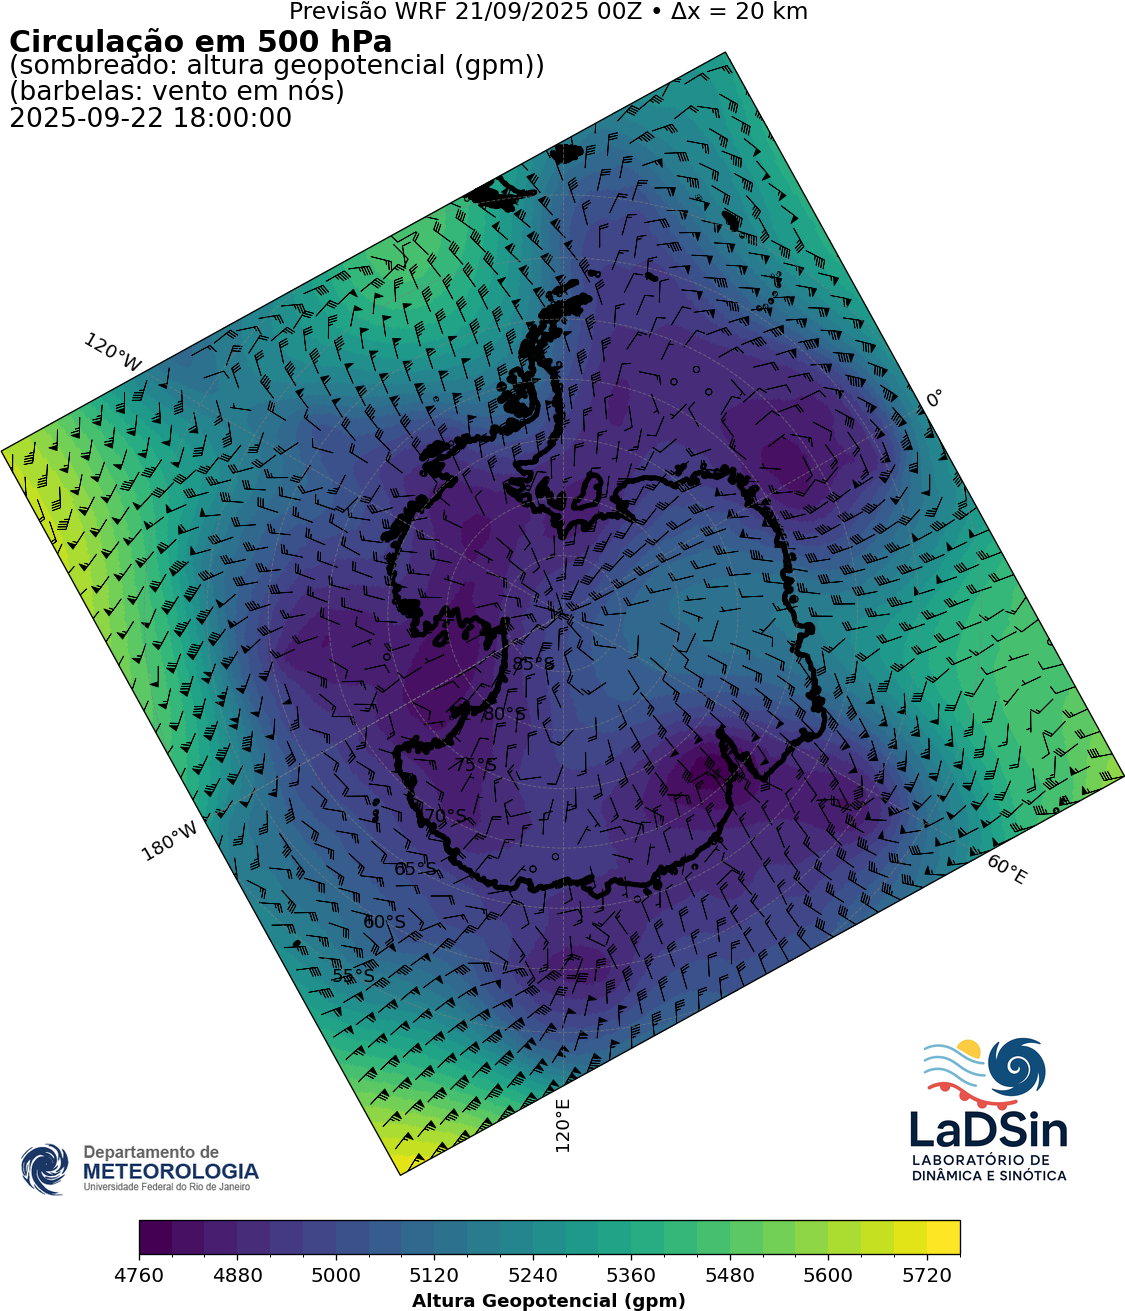 Previsão WRF 21/09/2025 00Z • Δx = 20 km
Circulação em 500 hPa
(sombreado: altura geopotencial (gpm))
(barbelas: vento em nós)
2025-09-22 18:00:00
120°W
0°
85°S
80°S
75°S
70°S
180°W
65°S
60°E
60°S
55°S
120°E
Departamento de
METEOROLOGIA
Universidade Federal do Rio de Janeiro
LaDSin
LABORATÓRIO DE
DINÂMICA E SINÓTICA
4760 4880 5000 5120 5240 5360 5480 5600 5720
Altura Geopotencial (gpm)